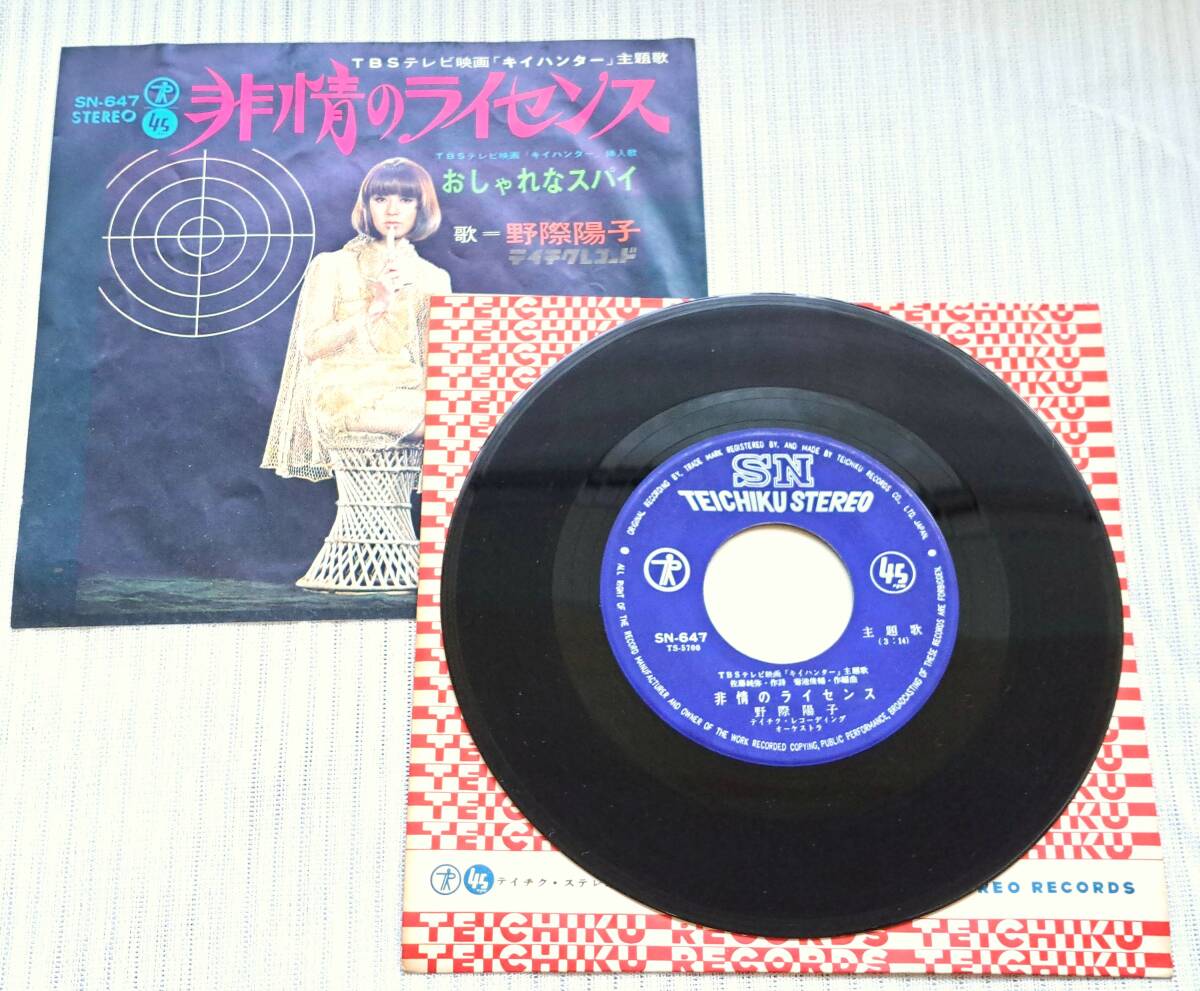 TBSテレビ映画「キイハンター」主題歌
SN-647
STEREO
45
非情のライセンス
TBSテレビ映画「キイハンター」挿入歌
おしゃれなスパイ
歌=野際陽子
テイチクレコード
TEICHIKU
TEICHIKU
TEICHIKU
TEICHIKU
ORIGINAL RECORDING BY, TRADE MARK REGISTERED BY, AND MADE BY TEICHIKU RECORDS CO., LTD. JAPAN
SN
TEICHIKU STEREO
45
SN-647
TS-5700
主題歌
(3:14)
TBSテレビ映画「キイハンター」主題歌
佐藤純弥・作詩 菊池俊輔・作編曲
非情のライセンス
野際陽子
テイチク・レコーディング
オーケストラ
ALL RIGHT OF THE RECORD MANUFACTURER AND OWNER OF THE WORK RECORDED COPYING, PUBLIC PERFORMANCE, BROADCASTING OF THESE RECORDS ARE FORBIDDEN.
TEICHIKU
TEICHIKU
45 テイチク・ステレ
REO RECORDS
TEICHIKU RECORDS TEICHIKU
TEICHIKU RECORDS TEICHIKU